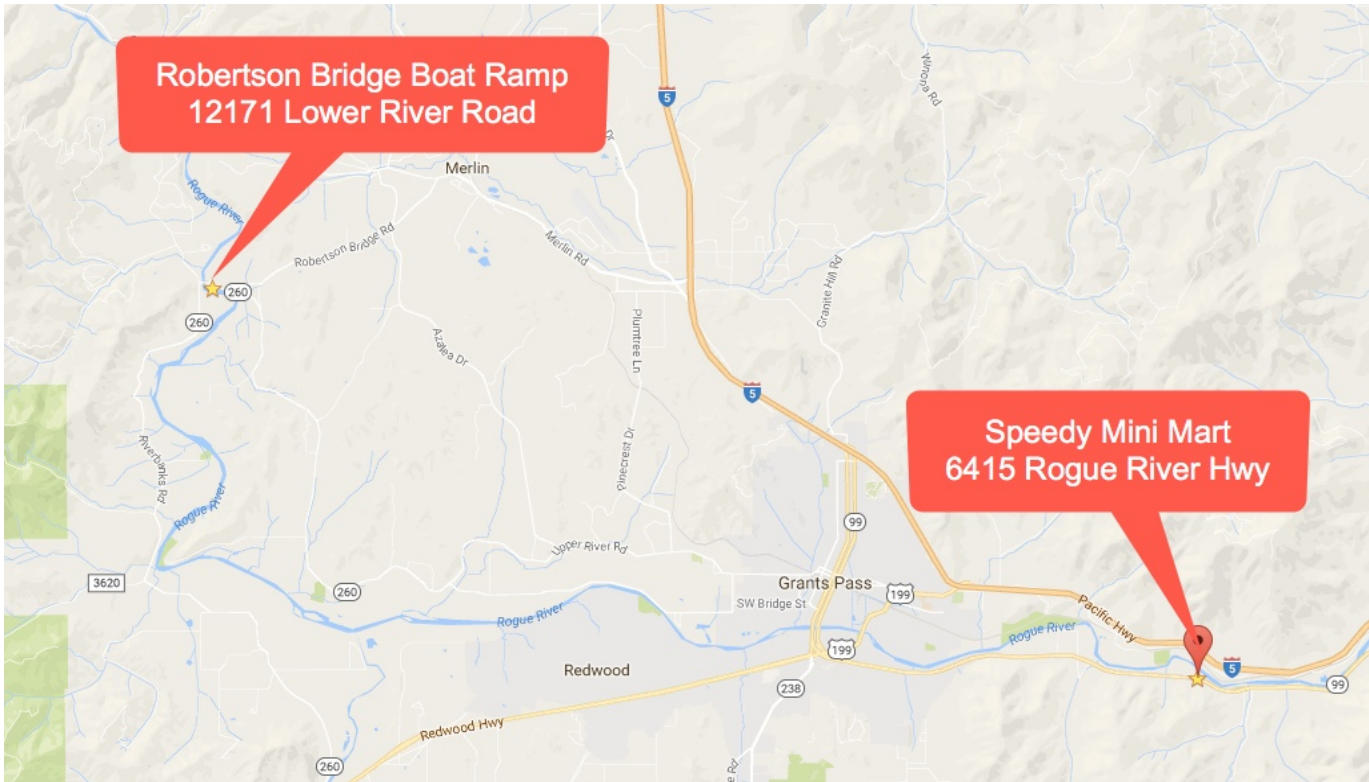 Robertson Bridge Boat Ramp
12171 Lower River Road
5
Winona Rd
Merlin
Rogue River
Robertson Bridge Rd
Merlin Rd
260
260
Granite Hill Rd
Plumtree Ln
Azalea Dr
5
Speedy Mini Mart
6415 Rogue River Hwy
Pinecrest Dr
Riverbanks Rd
Rogue River
99
Upper River Rd
3620
260
Grants Pass
199
SW Bridge St
Pacific Hwy
Rogue River
Rogue River
199
Redwood
5
238
99
Redwood Hwy
260